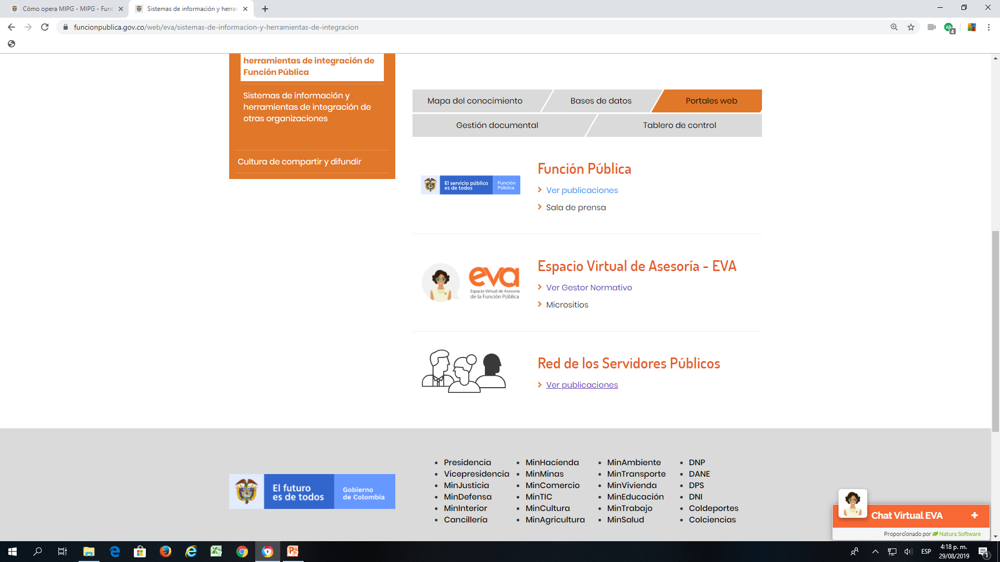 Cómo opera MIPG - MIPG - Func
Sistemas de información y herran
funcionpublica.gov.co/web/eva/sistemas-de-informacion-y-herramientas-de-integracion
4
herramientas de integración de
Función Pública
Sistemas de información y
herramientas de integración de
otras organizaciones
Cultura de compartir y difundir
Mapa del conocimiento
Bases de datos
Portales web
Gestión documental
Tablero de control
El servicio público
es de todos
Función
Pública
Función Pública
Ver publicaciones
Sala de prensa
eva
Espacio Virtual de Asesoría
de la Función Pública
Espacio Virtual de Asesoría - EVA
Ver Gestor Normativo
Micrositios
Red de los Servidores Públicos
Ver publicaciones
El futuro
es de todos
Gobierno
de Colombia
Presidencia
Vicepresidencia
MinJusticia
MinDefensa
MinInterior
Cancillería
MinHacienda
MinMinas
MinComercio
MinTIC
MinCultura
MinAgricultura
MinAmbiente
MinTransporte
MinVivienda
MinEducación
MinTrabajo
MinSalud
DNP
DANE
DPS
DNI
Coldeportes
Colciencias
Chat Virtual EVA
Proporcionado por Natura Software
ESP
4:18 p. m.
29/08/2019
1